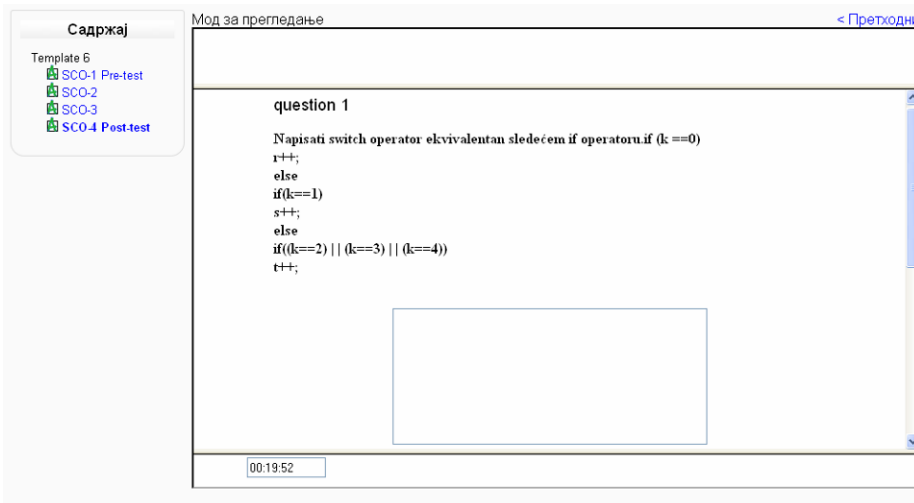 Садржај
Template 6
SCO-1 Pre-test
SCO-2
SCO-3
SCO-4 Post-test
Мод за прегледање
< Претходни
question 1
Napisati switch operator ekvivalentan sledećem if operatoru.if (k ==0)
r++;
else
if(k==1)
s++;
else
if((k==2) || (k==3) || (k==4))
t++;
00:19:52